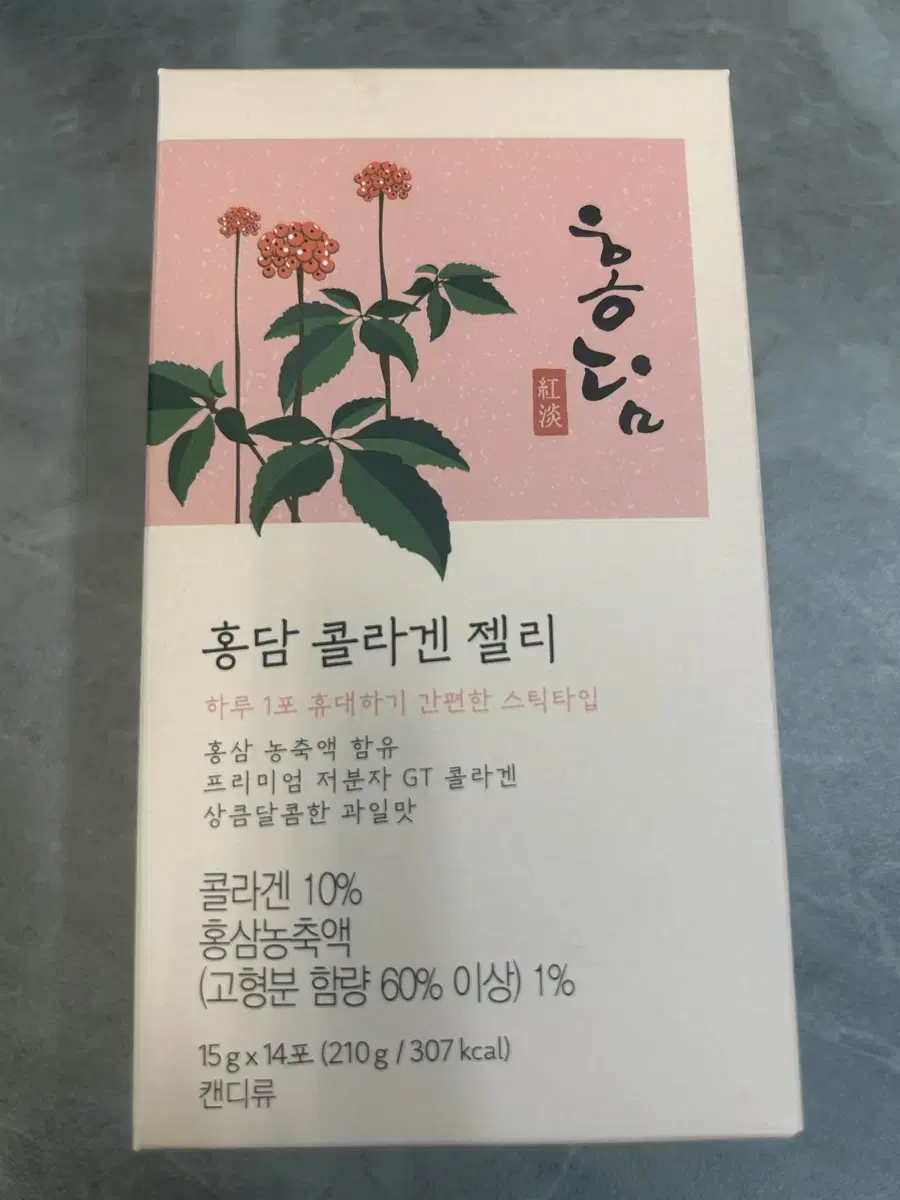 홍담
紅淡
홍담 콜라겐 젤리
하루 1포 휴대하기 간편한 스틱타입
홍삼 농축액 함유
프리미엄 저분자 GT 콜라겐
상큼달콤한 과일맛
콜라겐 10%
홍삼농축액
(고형분 함량 60% 이상) 1%
15g x 14포 (210g / 307 kcal)
캔디류